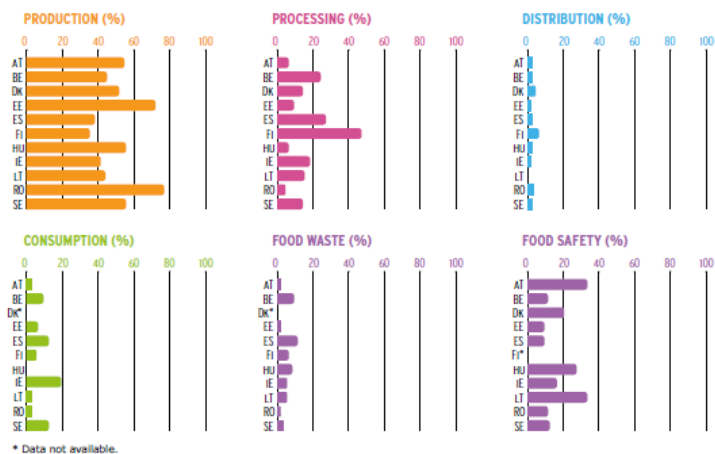 PRODUCTION (%)
0 20 40 60 80 100
AT
BE
DK
EE
ES
FI
HU
IE
LT
RO
SE
PROCESSING (%)
0 20 40 60 80 100
AT
BE
DK
EE
ES
FI
HU
IE
LT
RO
SE
DISTRIBUTION (%)
0 20 40 60 80 100
AT
BE
DK
EE
ES
FI
HU
IE
LT
RO
SE
CONSUMPTION (%)
0 20 40 60 80 100
AT
BE
DK*
EE
ES
FI
HU
IE
LT
RO
SE
FOOD WASTE (%)
0 20 40 60 80 100
AT
BE
DK*
EE
ES
FI
HU
IE
LT
RO
SE
FOOD SAFETY (%)
0 20 40 60 80 100
AT
BE
DK
EE
ES
FI*
HU
IE
LT
RO
SE
* Data not available.